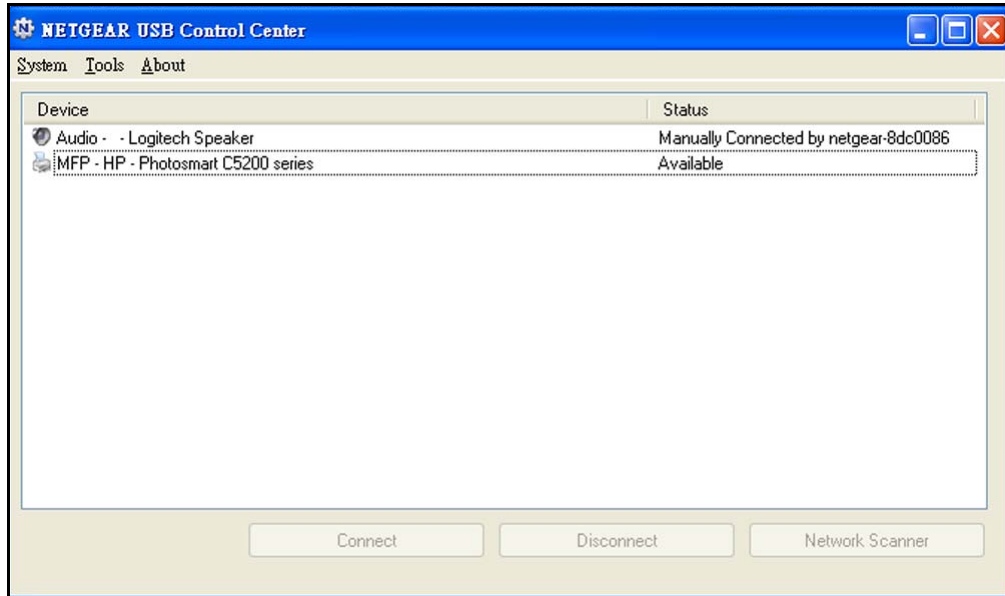 NETGEAR USB Control Center
System Tools About
Device Status
Audio - - Logitech Speaker Manually Connected by netgear-8dc0086
MFP - HP - Photosmart C5200 series Available
Connect Disconnect Network Scanner